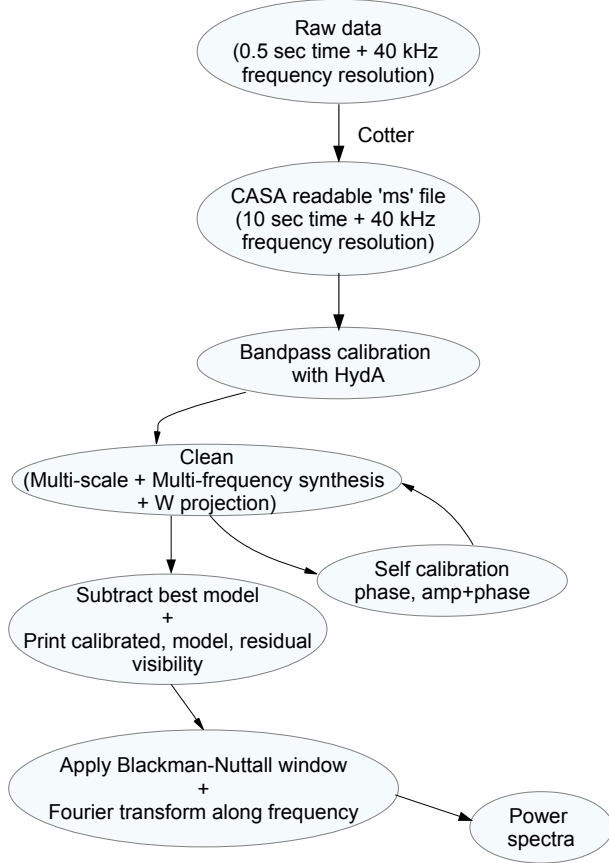 Raw data
(0.5 sec time + 40 kHz
frequency resolution)
Cotter
CASA readable 'ms' file
(10 sec time + 40 kHz
frequency resolution)
Bandpass calibration
with HydA
Clean
(Multi-scale + Multi-frequency synthesis
+ W projection)
Self calibration
phase, amp+phase
Subtract best model
+
Print calibrated, model, residual
visibility
Apply Blackman-Nuttall window
+
Fourier transform along frequency
Power
spectra